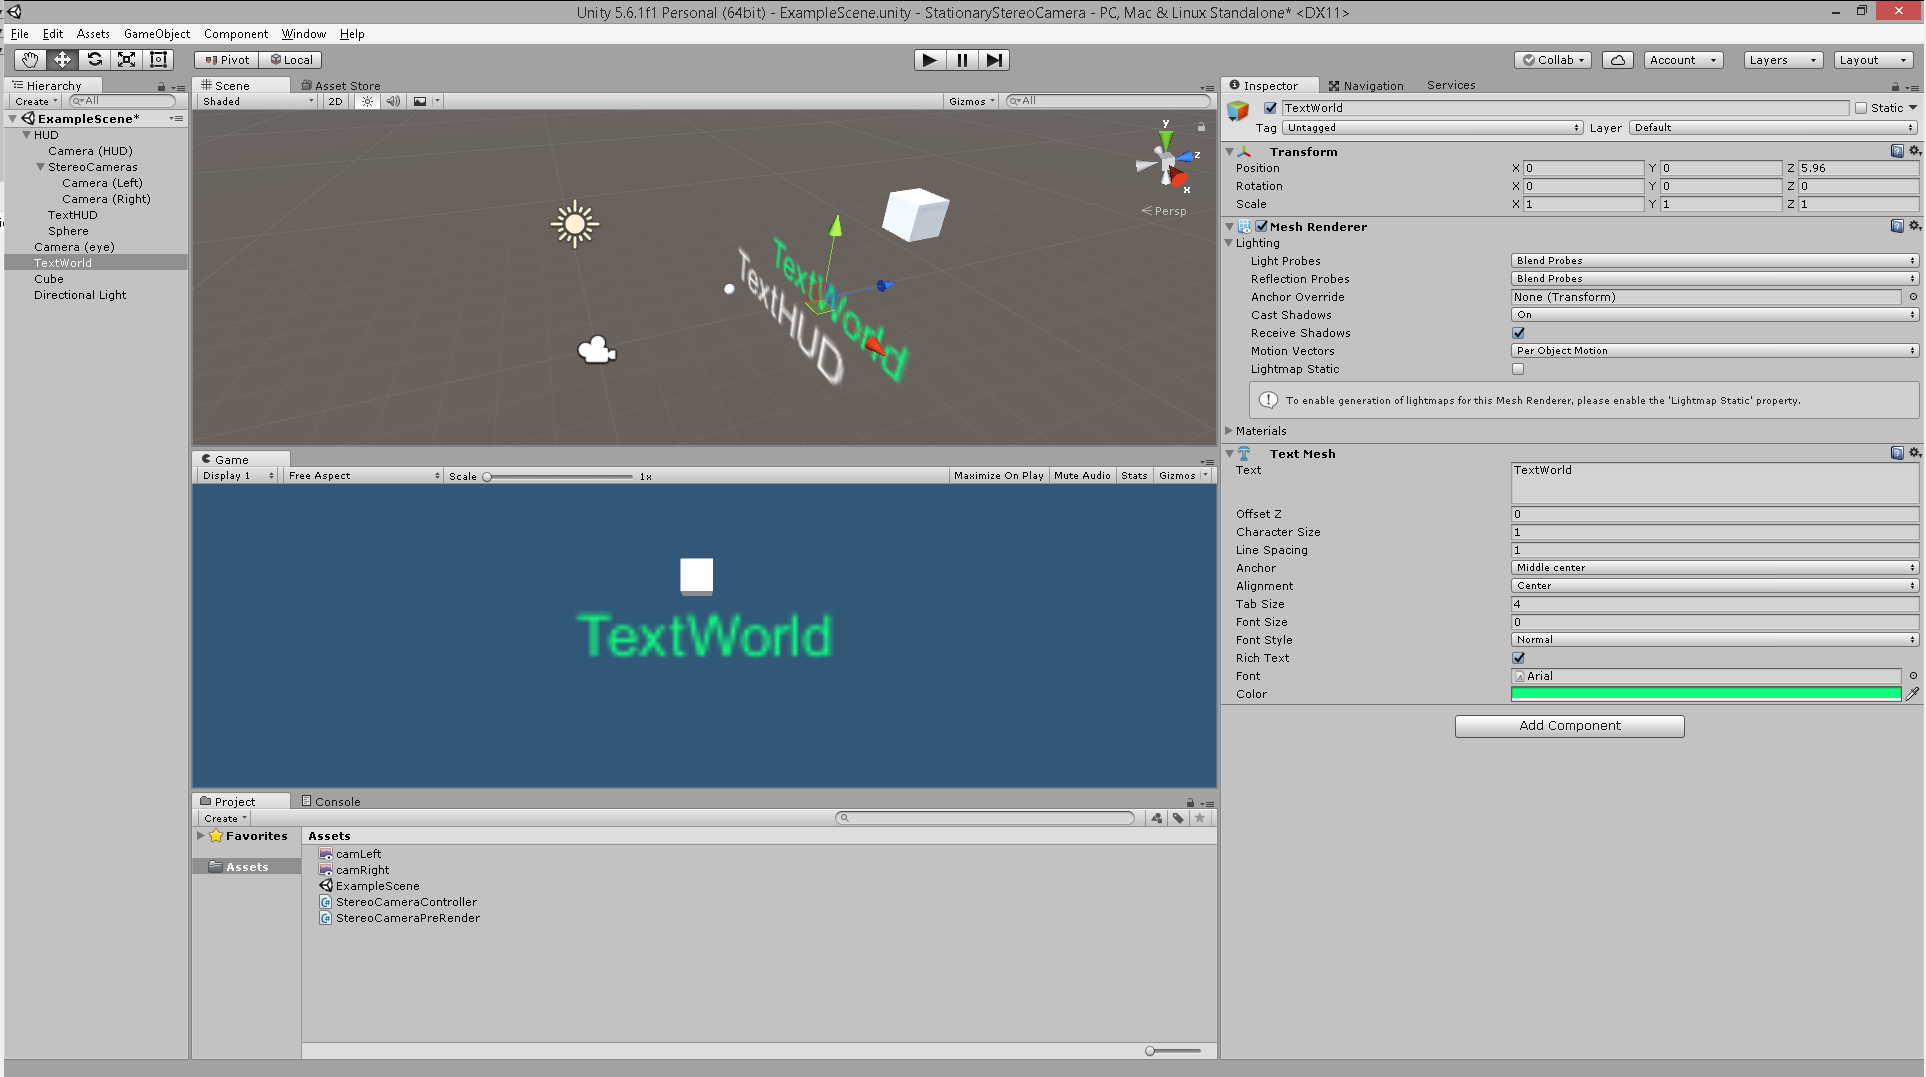 Unity 5.6.1f1 Personal (64bit) - ExampleScene.unity - StationaryStereoCamera - PC, Mac & Linux Standalone* <DX11>
File Edit Assets GameObject Component Window Help
Pivot Local
Collab Account Layers Layout
Hierarchy
Create All
ExampleScene*
HUD
Camera (HUD)
StereoCameras
Camera (Left)
Camera (Right)
TextHUD
Sphere
Camera (eye)
TextWorld
Cube
Directional Light
Scene Asset Store
Shaded 2D Gizmos All
y
z
x
Persp
TextWorld
TextHUD
Game
Display 1 Free Aspect Scale 1x Maximize On Play Mute Audio Stats Gizmos
TextWorld
Project Console
Create
Favorites
Assets
Assets
camLeft
camRight
ExampleScene
StereoCameraController
StereoCameraPreRender
Inspector Navigation Services
TextWorld Static
Tag Untagged Layer Default
Transform
Position X 0 Y 0 Z 5.96
Rotation X 0 Y 0 Z 0
Scale X 1 Y 1 Z 1
Mesh Renderer
Lighting
Light Probes Blend Probes
Reflection Probes Blend Probes
Anchor Override None (Transform)
Cast Shadows On
Receive Shadows
Motion Vectors Per Object Motion
Lightmap Static
To enable generation of lightmaps for this Mesh Renderer, please enable the 'Lightmap Static' property.
Materials
Text Mesh
Text TextWorld
Offset Z 0
Character Size 1
Line Spacing 1
Anchor Middle center
Alignment Center
Tab Size 4
Font Size 0
Font Style Normal
Rich Text
Font Arial
Color
Add Component